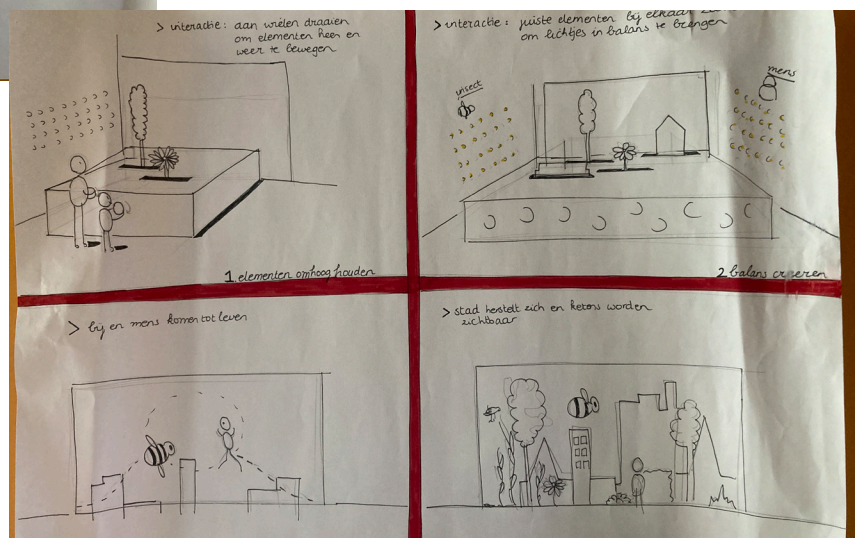 > interactie: aan wielen draaien
om elementen heen en
weer te bewegen
1. elementen omhoog houden
> interactie: juiste elementen bij elkaar
om lichtjes in balans te brengen
insect
mens
2 balans creëren
> bij en mens komen tot leven
> stad herstelt zich en ketens worden
zichtbaar